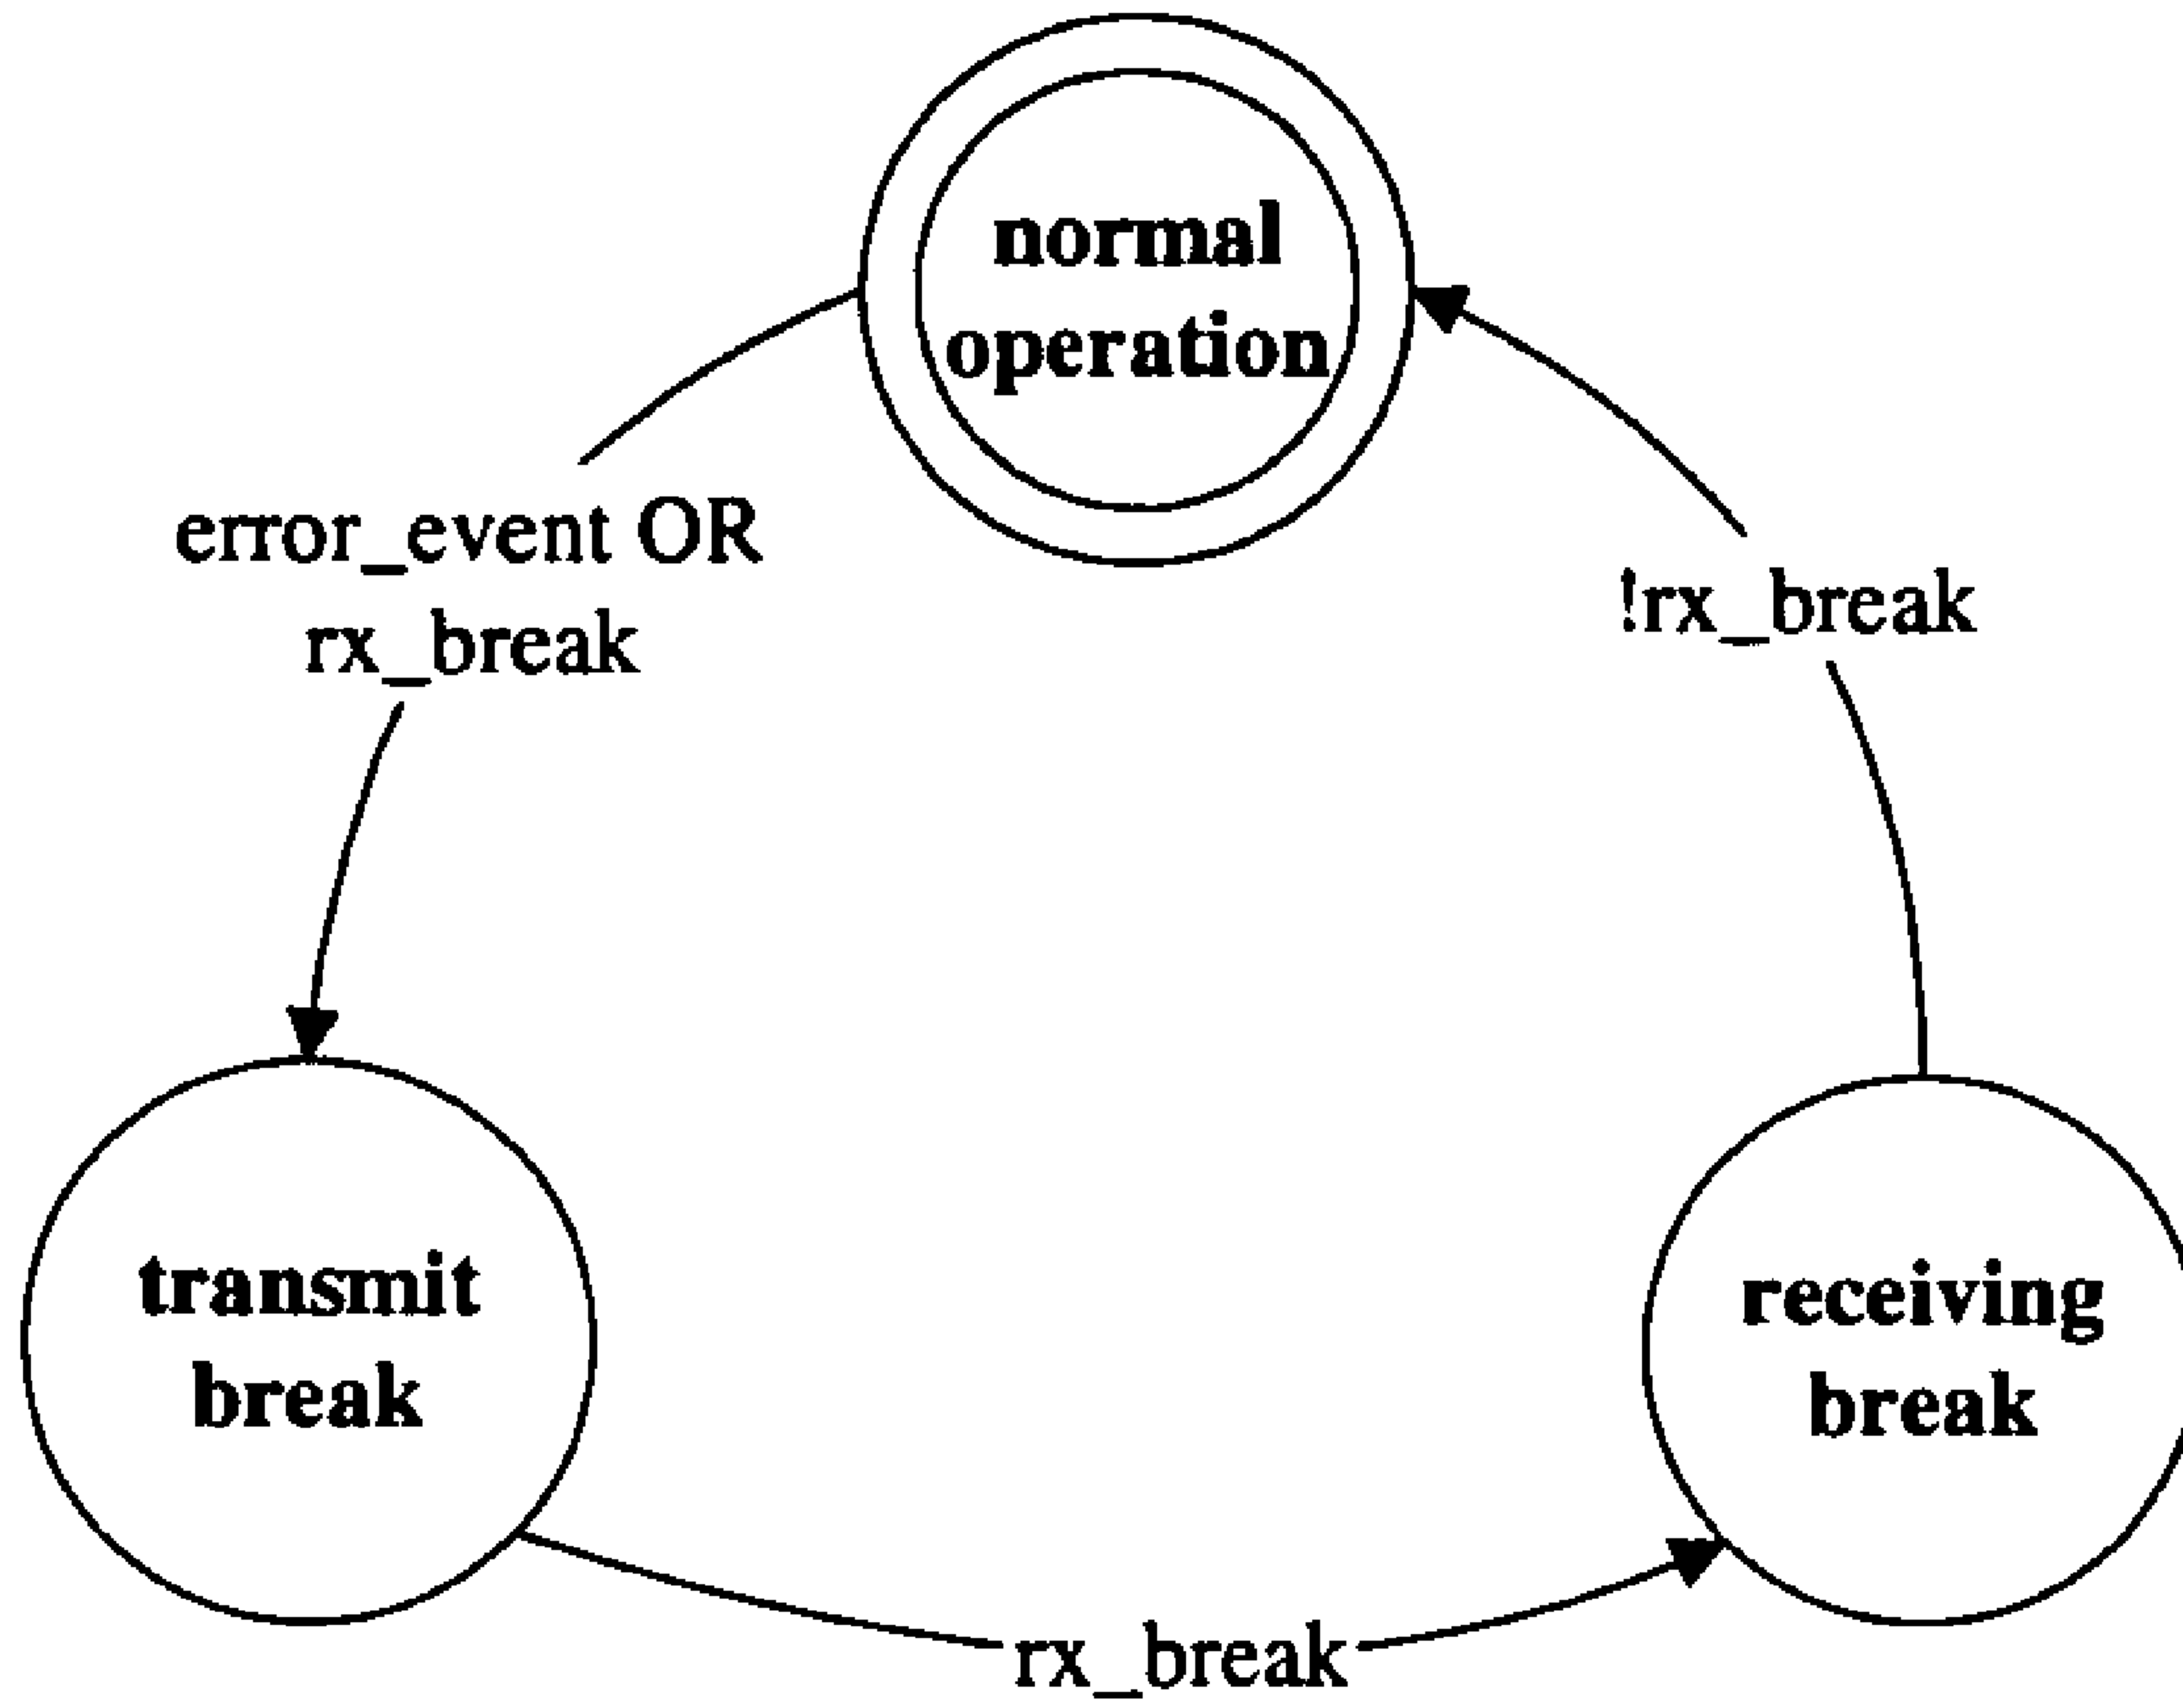 normal
operation
error_event OR
rx_break
!rx_break
transmit
break
receiving
break
rx_break